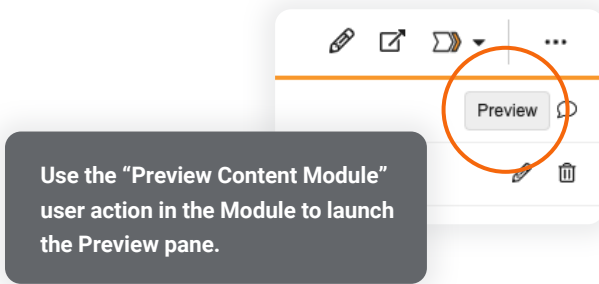 Preview
Use the “Preview Content Module”
user action in the Module to launch
the Preview pane.